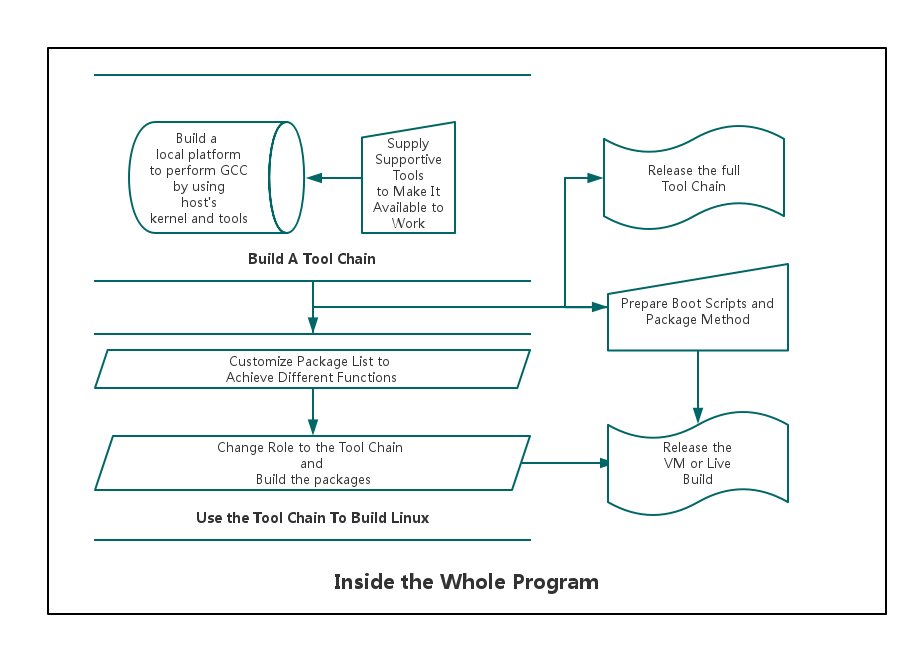 Build a
local platform
to perform GCC
by using
host's
kernel and tools
Supply
Supportive
Tools
to Make It
Available to
Work
Build A Tool Chain
Release the full
Tool Chain
Prepare Boot Scripts and
Package Method
Customize Package List to
Achieve Different Functions
Change Role to the Tool Chain
and
Build the packages
Release the
VM or Live
Build
Use the Tool Chain To Build Linux
Inside the Whole Program